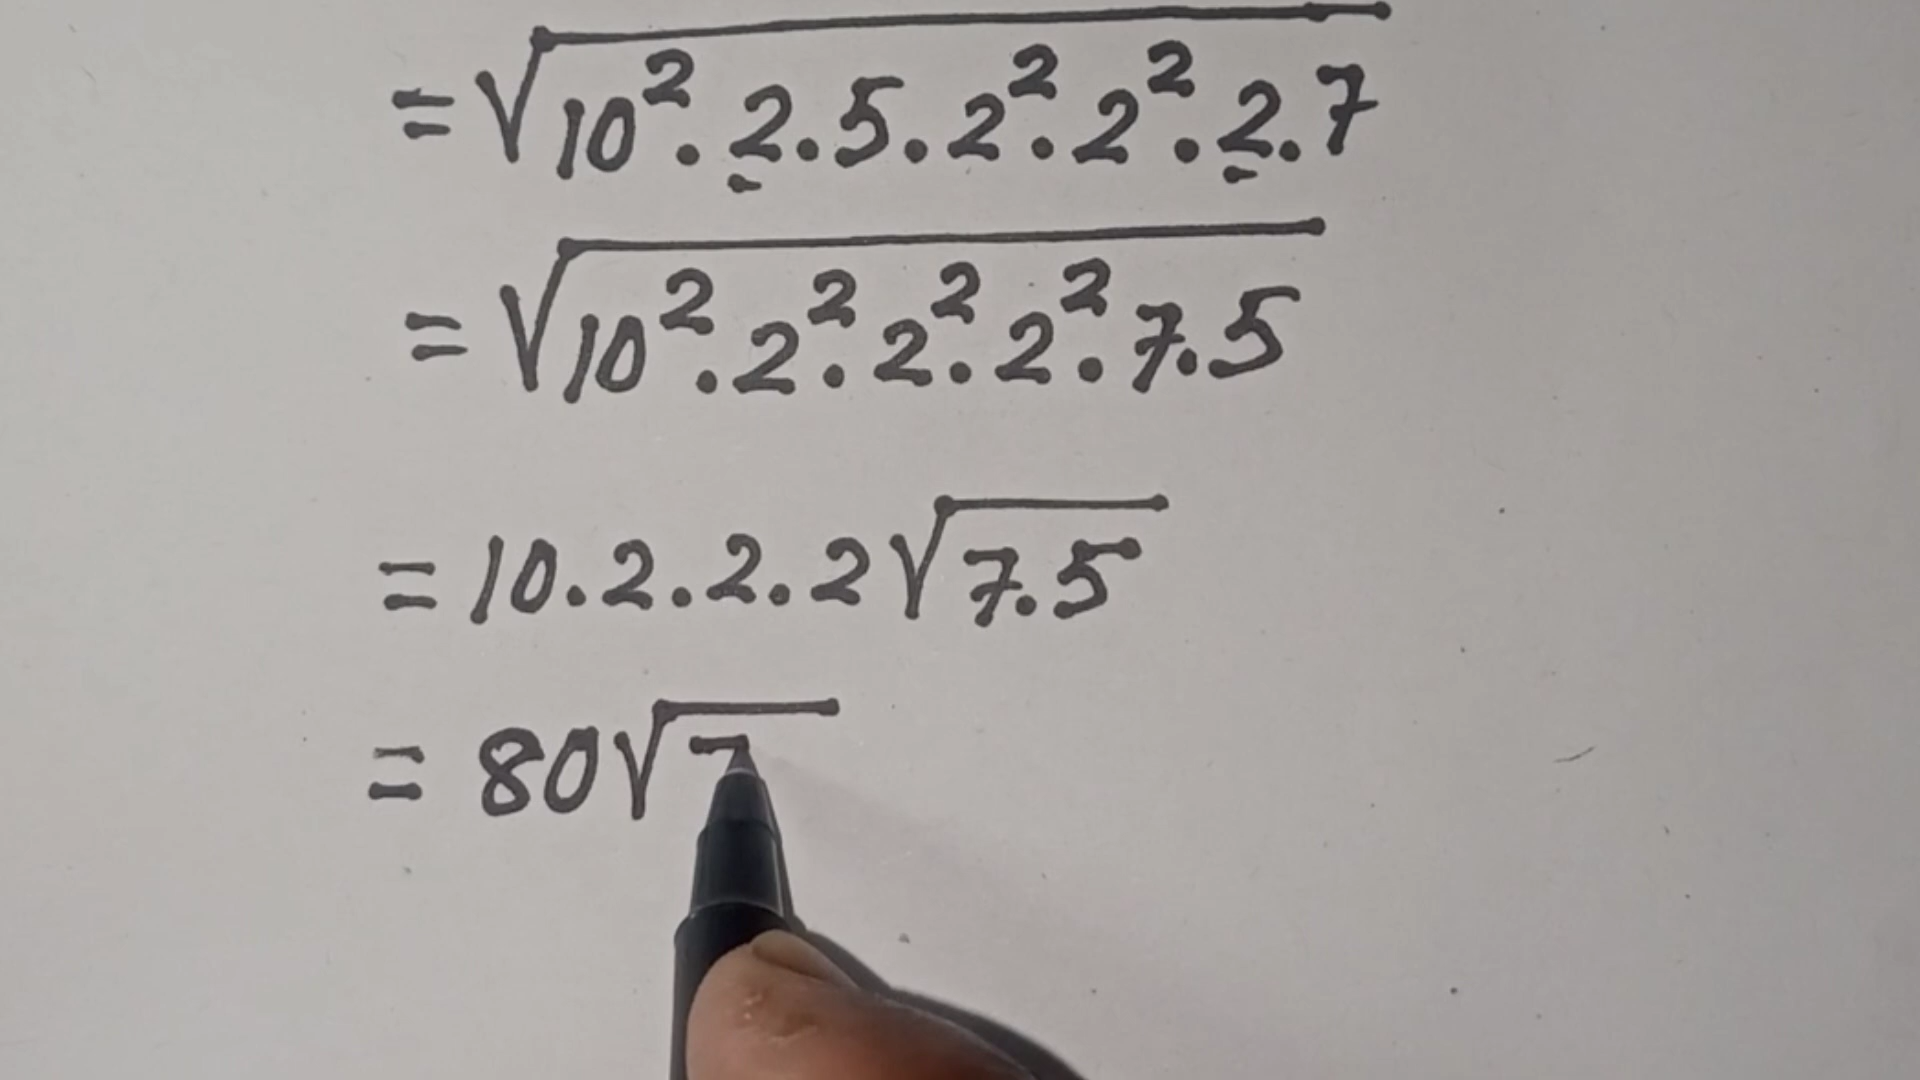 = √10². 2. 5. 2². 2². 2. 7
= √10². 2². 2². 2². 7. 5
= 10. 2. 2. 2√7. 5
= 80√7